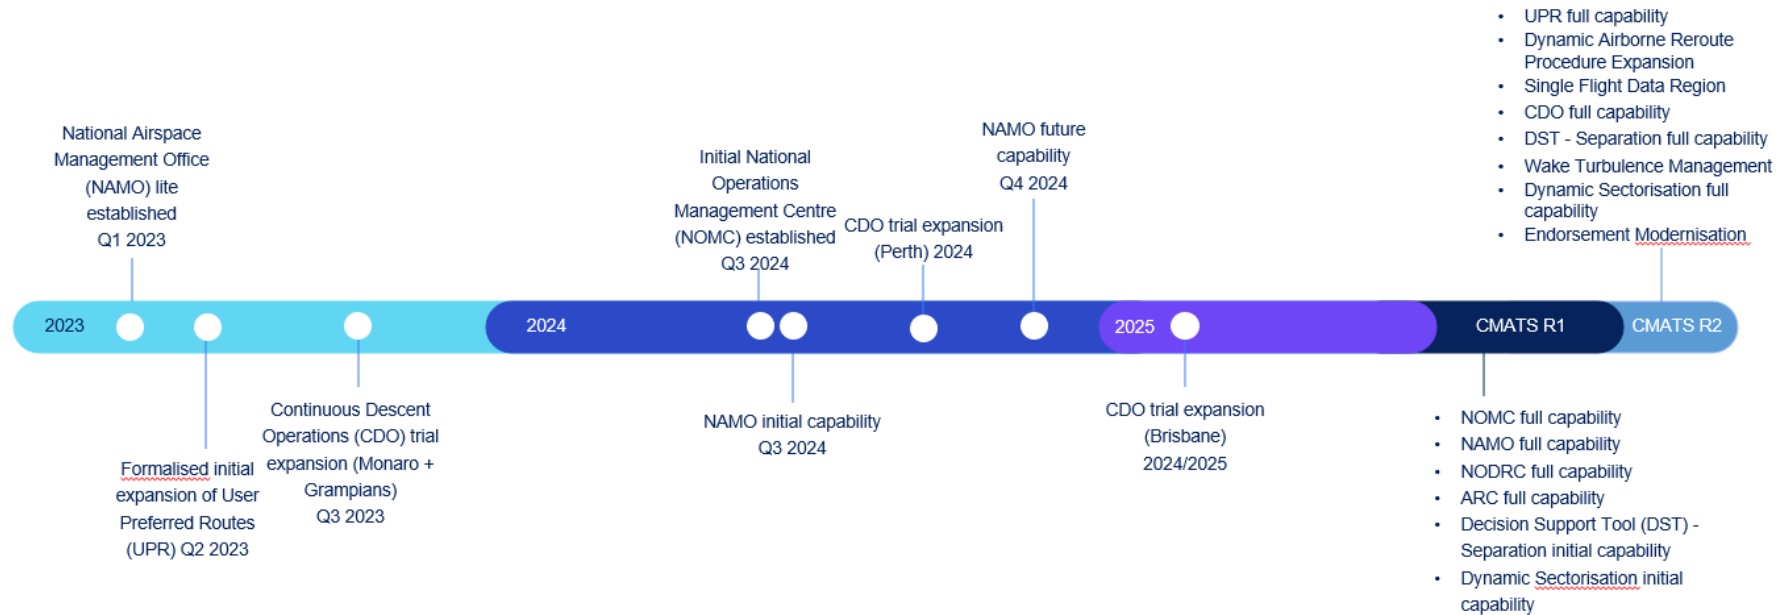 National Airspace
Management Office
(NAMO) lite
established
Q1 2023
Initial National
Operations
Management Centre
(NOMC) established
Q3 2024
CDO trial expansion
(Perth) 2024
NAMO future
capability
Q4 2024
• UPR full capability
• Dynamic Airborne Reroute
Procedure Expansion
• Single Flight Data Region
• CDO full capability
• DST - Separation full capability
• Wake Turbulence Management
• Dynamic Sectorisation full
capability
• Endorsement Modernisation
2023
2024
2025
CMATS R1
CMATS R2
Formalised initial
expansion of User
Preferred Routes
(UPR) Q2 2023
Continuous Descent
Operations (CDO) trial
expansion (Monaro +
Grampians)
Q3 2023
NAMO initial capability
Q3 2024
CDO trial expansion
(Brisbane)
2024/2025
• NOMC full capability
• NAMO full capability
• NODRC full capability
• ARC full capability
• Decision Support Tool (DST) -
Separation initial capability
• Dynamic Sectorisation initial
capability